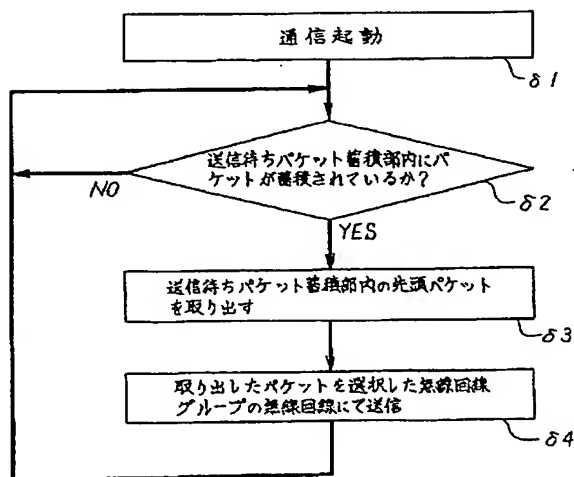 通信起動
δ1
送信待ちパケット蓄積部内にパ
ケットが蓄積されているか?
NO
δ2
YES
送信待ちパケット蓄積部内の先頭パケット
を取り出す
δ3
取り出したパケットを選択した無線回線
グループの無線回線にて送信
δ4